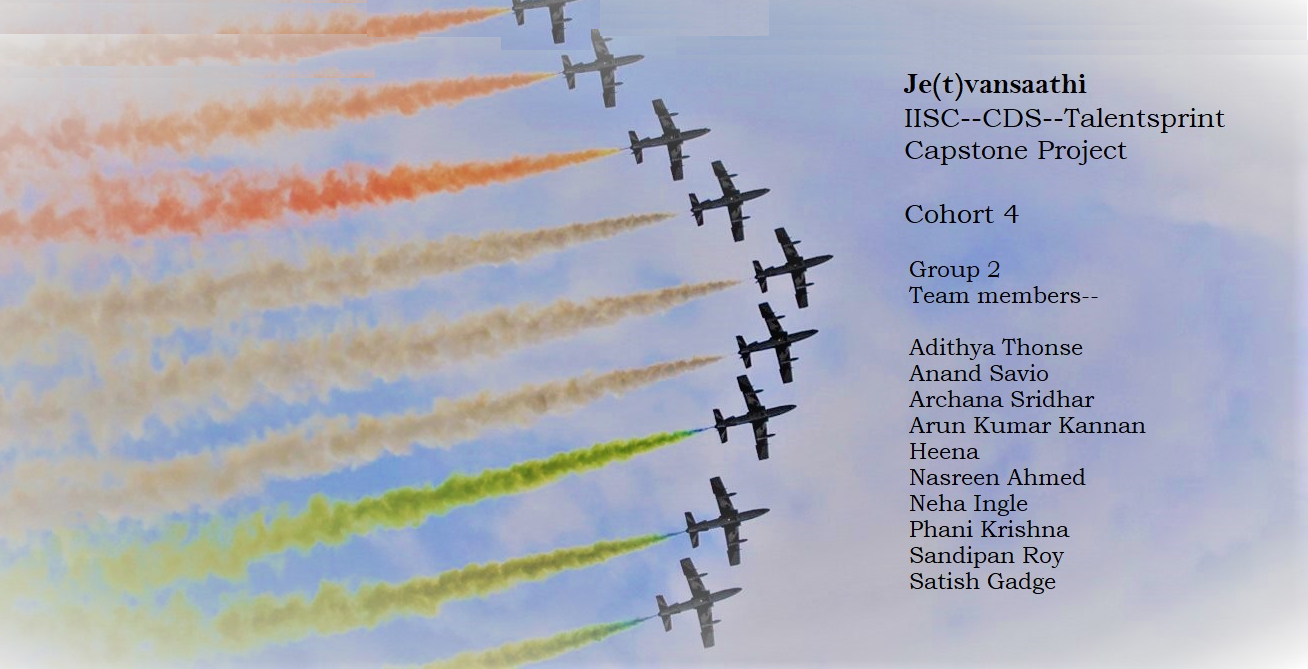 Je(t)vansaathi
IISC--CDS--Talentsprint
Capstone Project
Cohort 4
Group 2
Team members--
Adithya Thonse
Anand Savio
Archana Sridhar
Arun Kumar Kannan
Heena
Nasreen Ahmed
Neha Ingle
Phani Krishna
Sandipan Roy
Satish Gadge